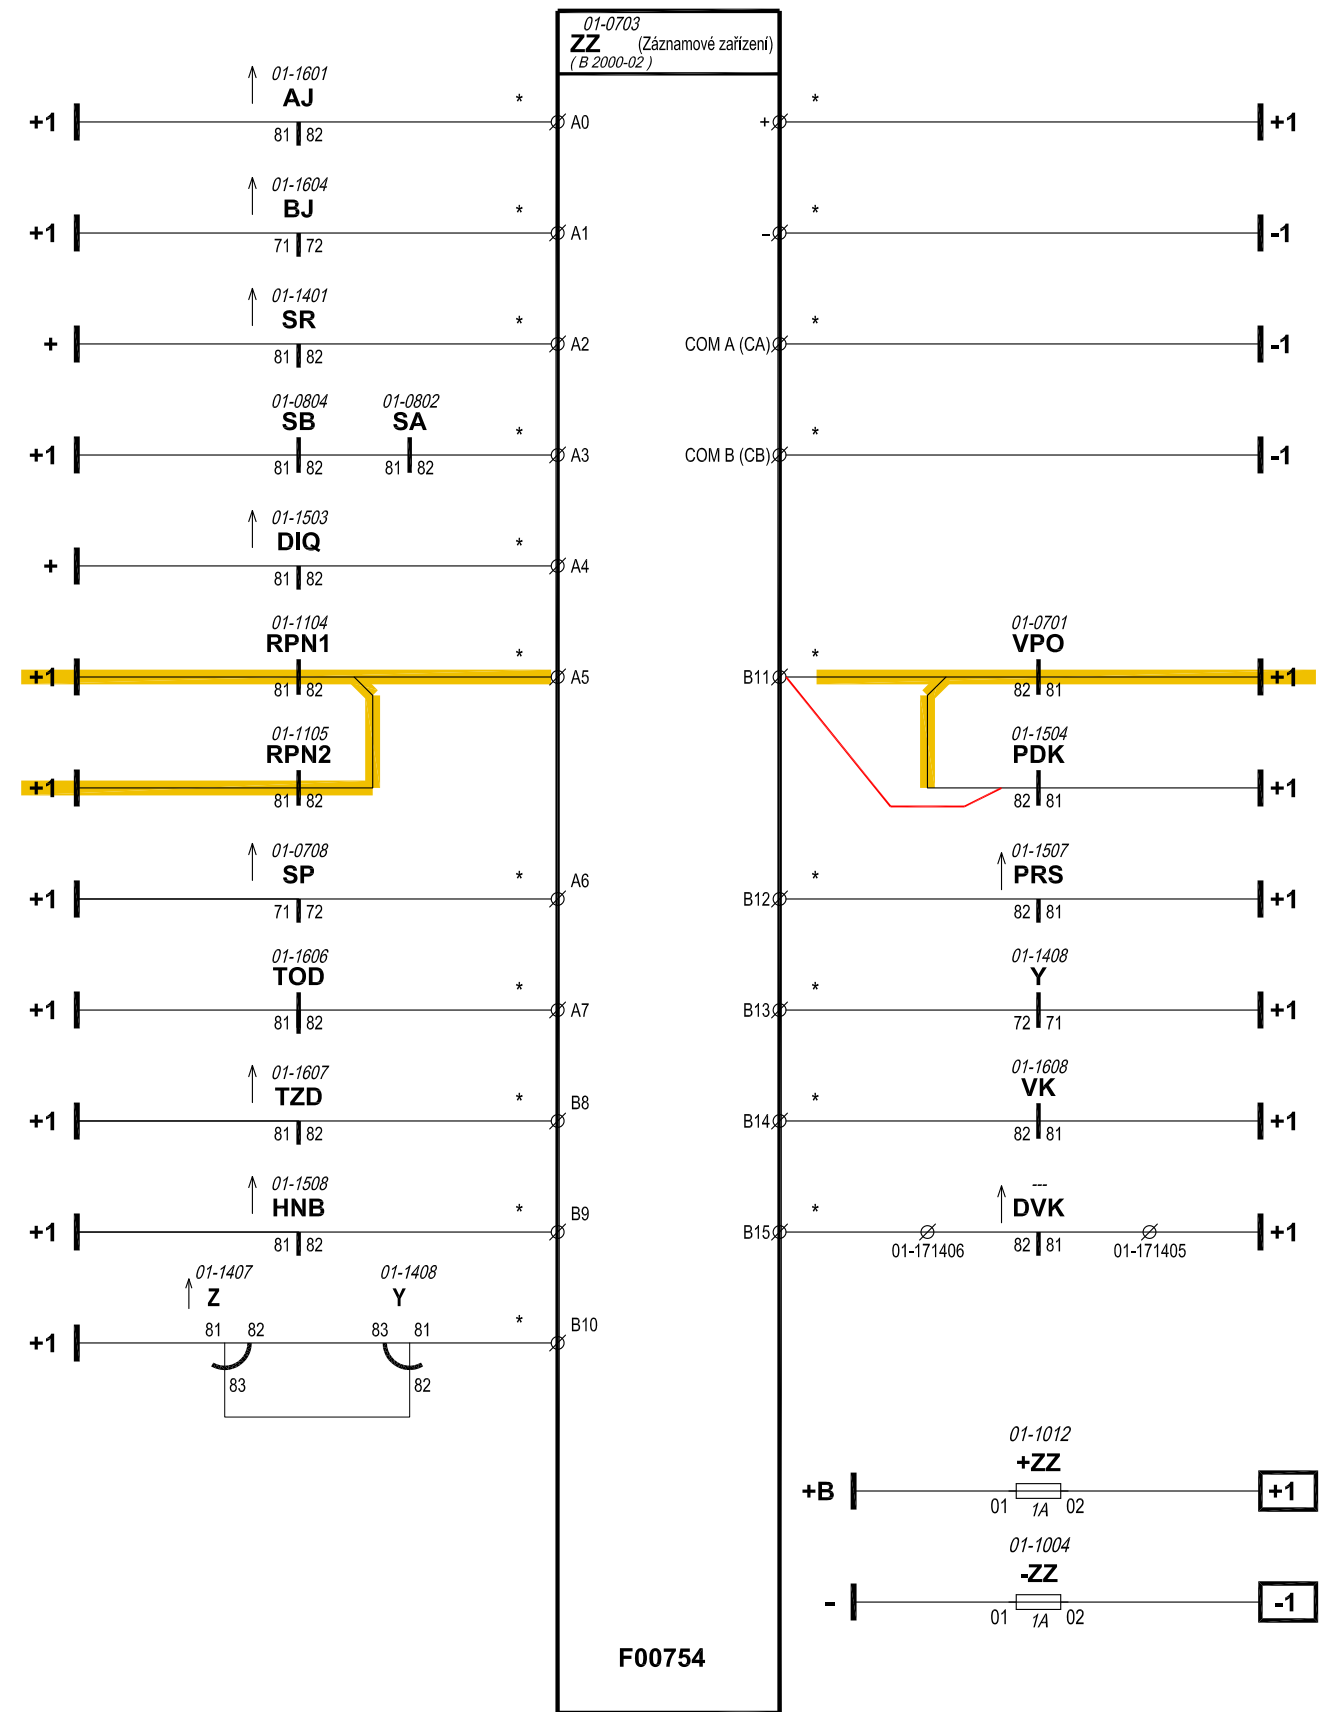 01-0703
ZZ (Záznamové zařízení)
( B 2000-02 )
01-1601
AJ
+1 81 82 * A0
01-1604
BJ
+1 71 72 * A1
01-1401
SR
+ 81 82 * A2
01-0804 01-0802
SB SA
+1 81 82 81 82 * A3
01-1503
DIQ
+ 81 82 * A4
01-1104
RPN1
+1 81 82 * A5
01-1105
RPN2
+1 81 82
01-0708
SP
+1 71 72 * A6
01-1606
TOD
+1 81 82 * A7
01-1607
TZD
+1 81 82 * B8
01-1508
HNB
+1 81 82 * B9
01-1407 01-1408
Z Y
81 82 83 81 * B10
+1
83 82
+ * +1
- * -1
COM A (CA) * -1
COM B (CB) * -1
01-0701
VPO
B11 * 82 81 +1
01-1504
PDK
82 81 +1
01-1507
PRS
B12 * 82 81 +1
01-1408
Y
B13 * 72 71 +1
01-1608
VK
B14 * 82 81 +1
---
DVK
B15 * 82 81 +1
01-171406 01-171405
01-1012
+ZZ
+B 01 1A 02 +1
01-1004
-ZZ
- 01 1A 02 -1
F00754